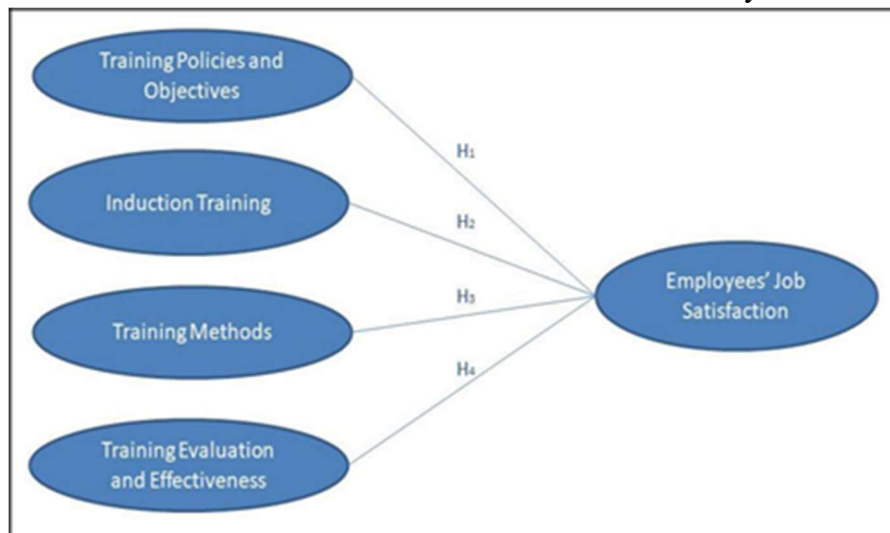 Training Policies and
Objectives
H₁
Induction Training
H₂
Employees' Job
Satisfaction
H₃
Training Methods
H₄
Training Evaluation
and Effectiveness